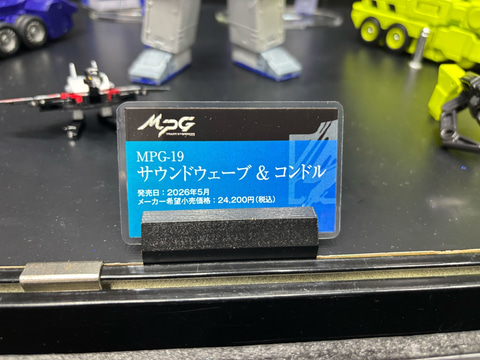 MPG
TRANSFORMERS
MPG-19
サウンドウェーブ & コンドル
発売日：2026年5月
メーカー希望小売価格：24,200円（税込）